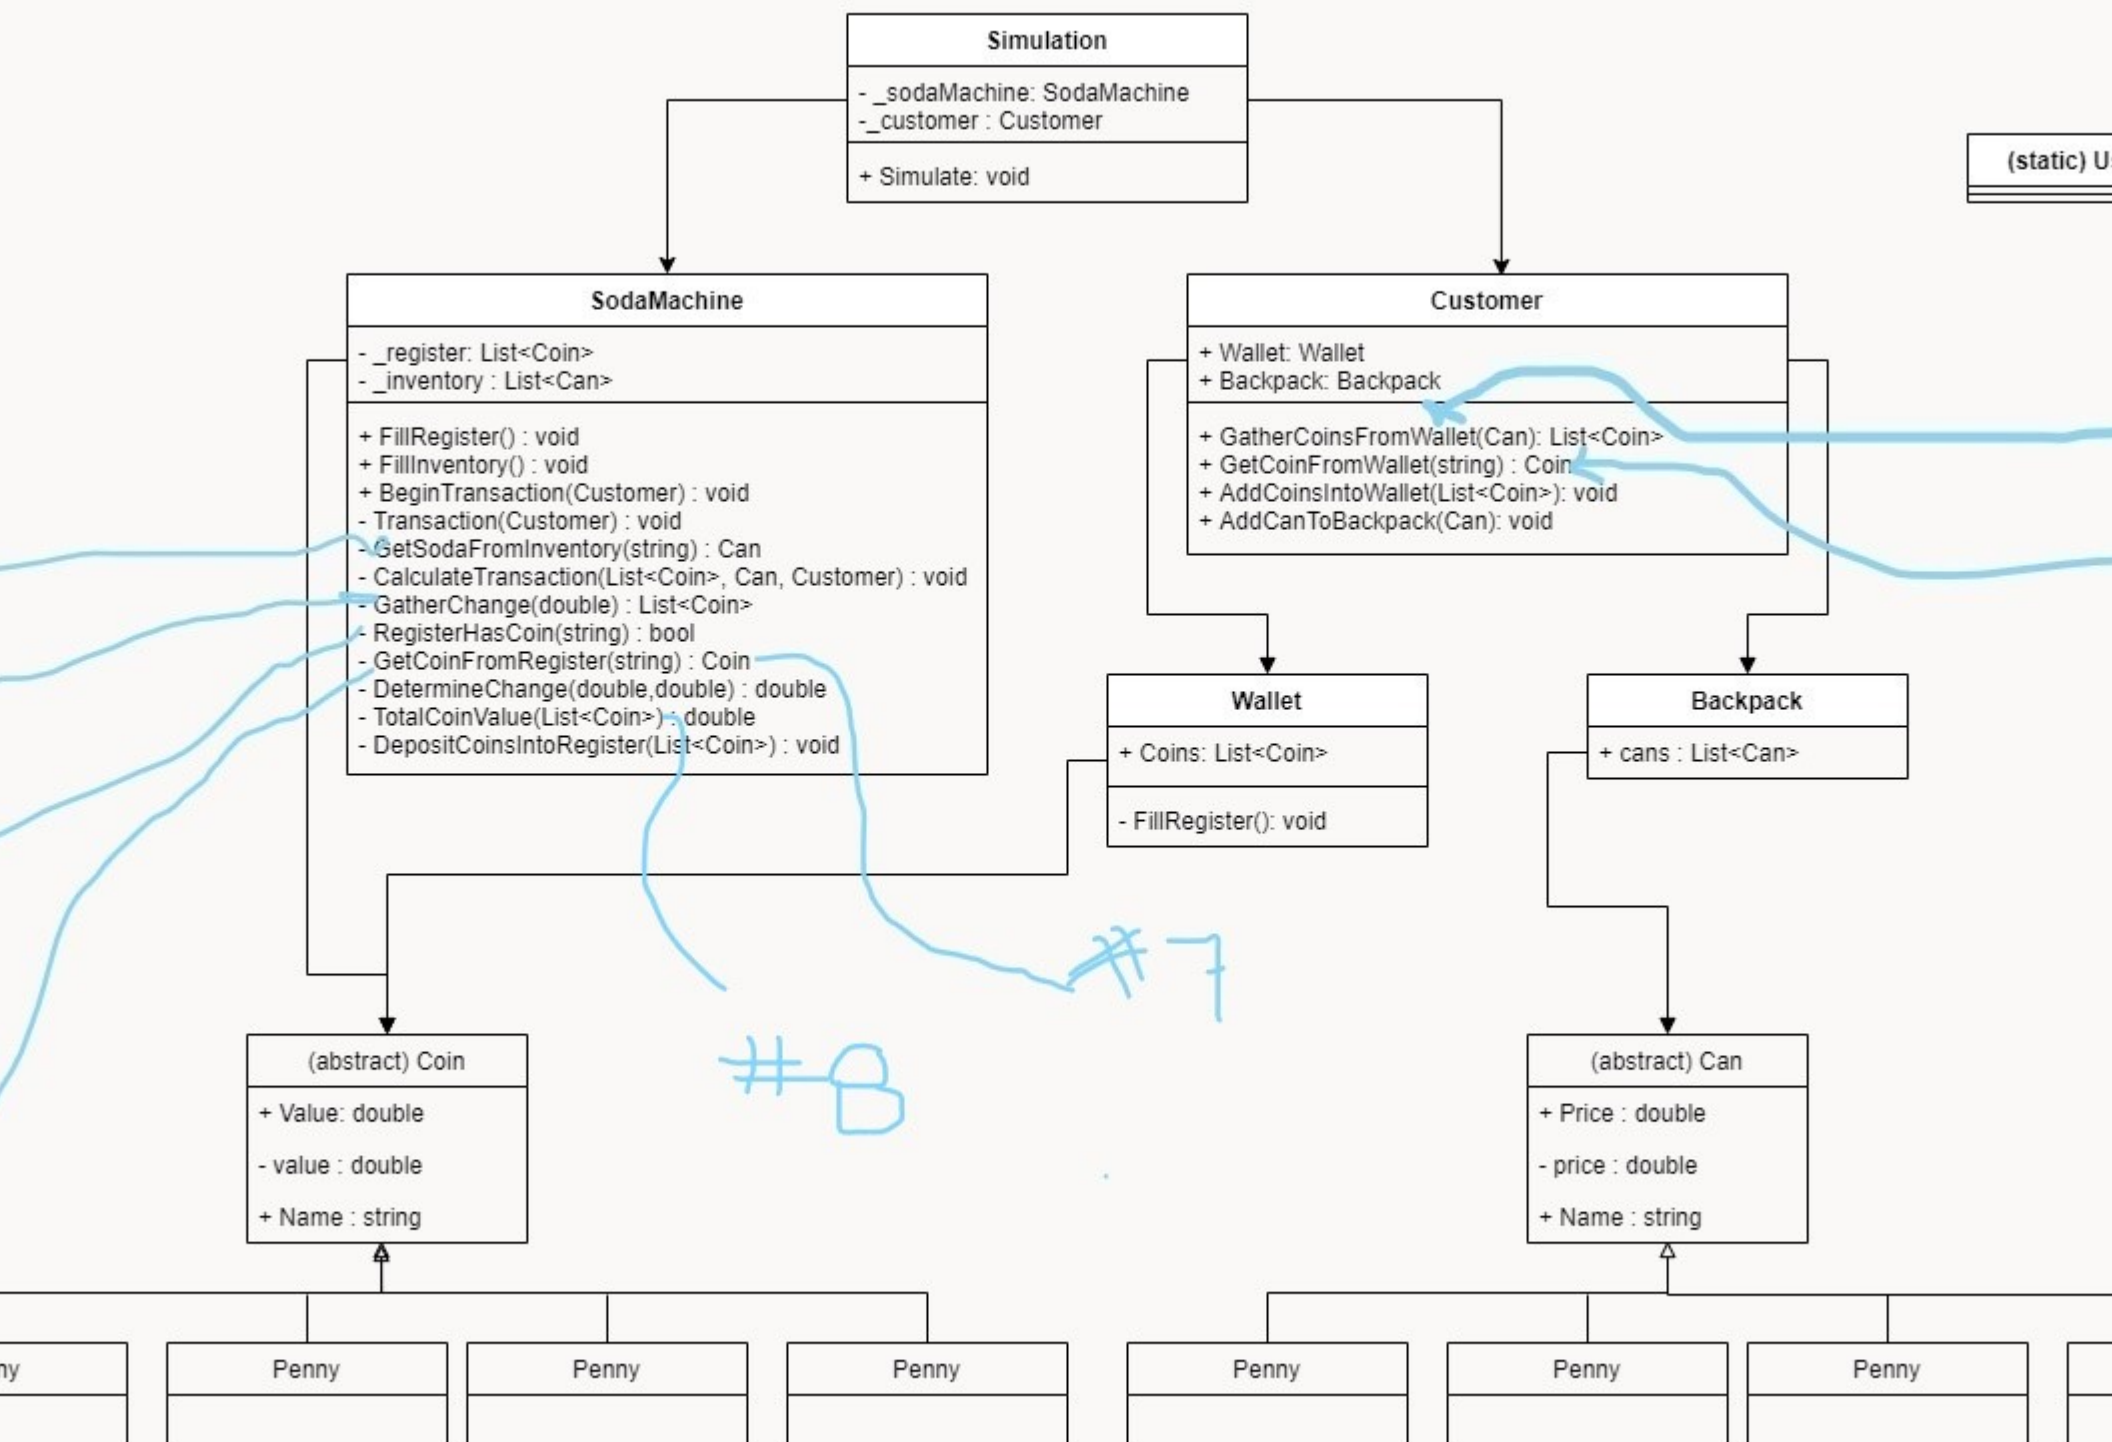 Simulation
- _sodaMachine: SodaMachine
-_customer : Customer
+ Simulate: void
(static) U
SodaMachine
- _register: List<Coin>
- _inventory : List<Can>
+ FillRegister() : void
+ FillInventory() : void
+ BeginTransaction(Customer) : void
- Transaction(Customer) : void
- GetSodaFromInventory(string) : Can
- CalculateTransaction(List<Coin>, Can, Customer) : void
- GatherChange(double) : List<Coin>
- RegisterHasCoin(string) : bool
- GetCoinFromRegister(string) : Coin
- DetermineChange(double,double) : double
- TotalCoinValue(List<Coin>) : double
- DepositCoinsIntoRegister(List<Coin>) : void
Customer
+ Wallet: Wallet
+ Backpack: Backpack
+ GatherCoinsFromWallet(Can): List<Coin>
+ GetCoinFromWallet(string) : Coin
+ AddCoinsIntoWallet(List<Coin>): void
+ AddCanToBackpack(Can): void
Wallet
+ Coins: List<Coin>
- FillRegister(): void
Backpack
+ cans : List<Can>
#7
#8
(abstract) Coin
+ Value: double
- value : double
+ Name : string
(abstract) Can
+ Price : double
- price : double
+ Name : string
ny
Penny
Penny
Penny
Penny
Penny
Penny